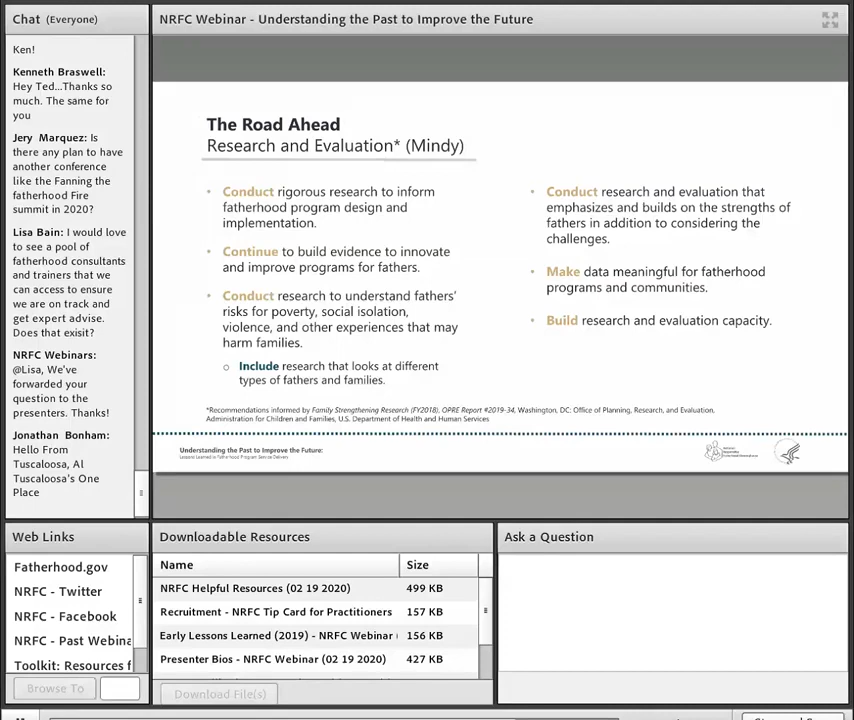 Chat (Everyone)
Ken!
Kenneth Braswell:
Hey Ted...Thanks so
much. The same for
you
Jery Marquez: Is
there any plan to have
another conference
like the Fanning the
fatherhood Fire
summit in 2020?
Lisa Bain: I would love
to see a pool of
fatherhood consultants
and trainers that we
can access to ensure
we are on track and
get expert advise.
Does that exisit?
NRFC Webinars:
@Lisa, We've
forwarded your
question to the
presenters. Thanks!
Jonathan Bonham:
Hello From
Tuscaloosa, Al
Tuscaloosa's One
Place
NRFC Webinar - Understanding the Past to Improve the Future
The Road Ahead
Research and Evaluation* (Mindy)
• Conduct rigorous research to inform
fatherhood program design and
implementation.
• Continue to build evidence to innovate
and improve programs for fathers.
• Conduct research to understand fathers'
risks for poverty, social isolation,
violence, and other experiences that may
harm families.
o Include research that looks at different
types of fathers and families.
• Conduct research and evaluation that
emphasizes and builds on the strengths of
fathers in addition to considering the
challenges.
• Make data meaningful for fatherhood
programs and communities.
• Build research and evaluation capacity.
*Recommendations informed by Family Strengthening Research (FY2018), OPRE Report #2019-34, Washington, DC: Office of Planning, Research, and Evaluation,
Administration for Children and Families, U.S. Department of Health and Human Services
Understanding the Past to Improve the Future:
Lessons Learned in Fatherhood Program Service Delivery
Web Links
Fatherhood.gov
NRFC - Twitter
NRFC - Facebook
NRFC - Past Webina
Toolkit: Resources f
Browse To
Downloadable Resources
Name Size
NRFC Helpful Resources (02 19 2020) 499 KB
Recruitment - NRFC Tip Card for Practitioners 157 KB
Early Lessons Learned (2019) - NRFC Webinar 156 KB
Presenter Bios - NRFC Webinar (02 19 2020) 427 KB
Download File(s)
Ask a Question